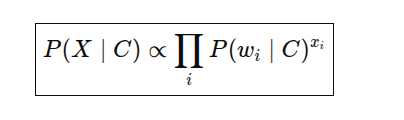 P(X | C) ∝ ∏_i P(w_i | C)^{x_i}